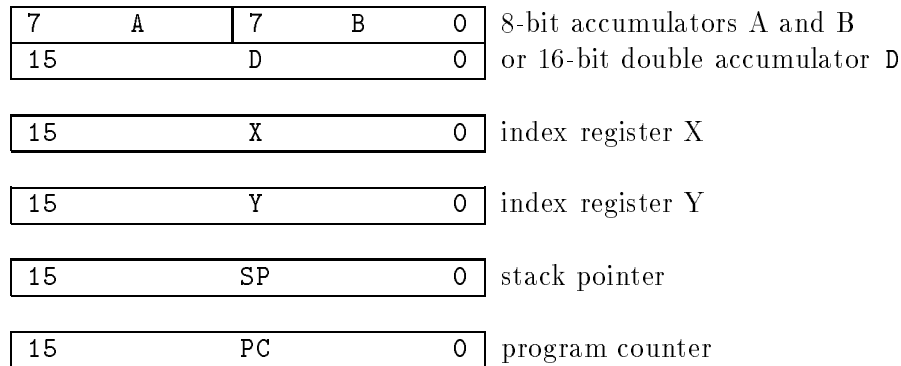 7 A 7 B 0 8-bit accumulators A and B
15 D 0 or 16-bit double accumulator D
15 X 0 index register X
15 Y 0 index register Y
15 SP 0 stack pointer
15 PC 0 program counter